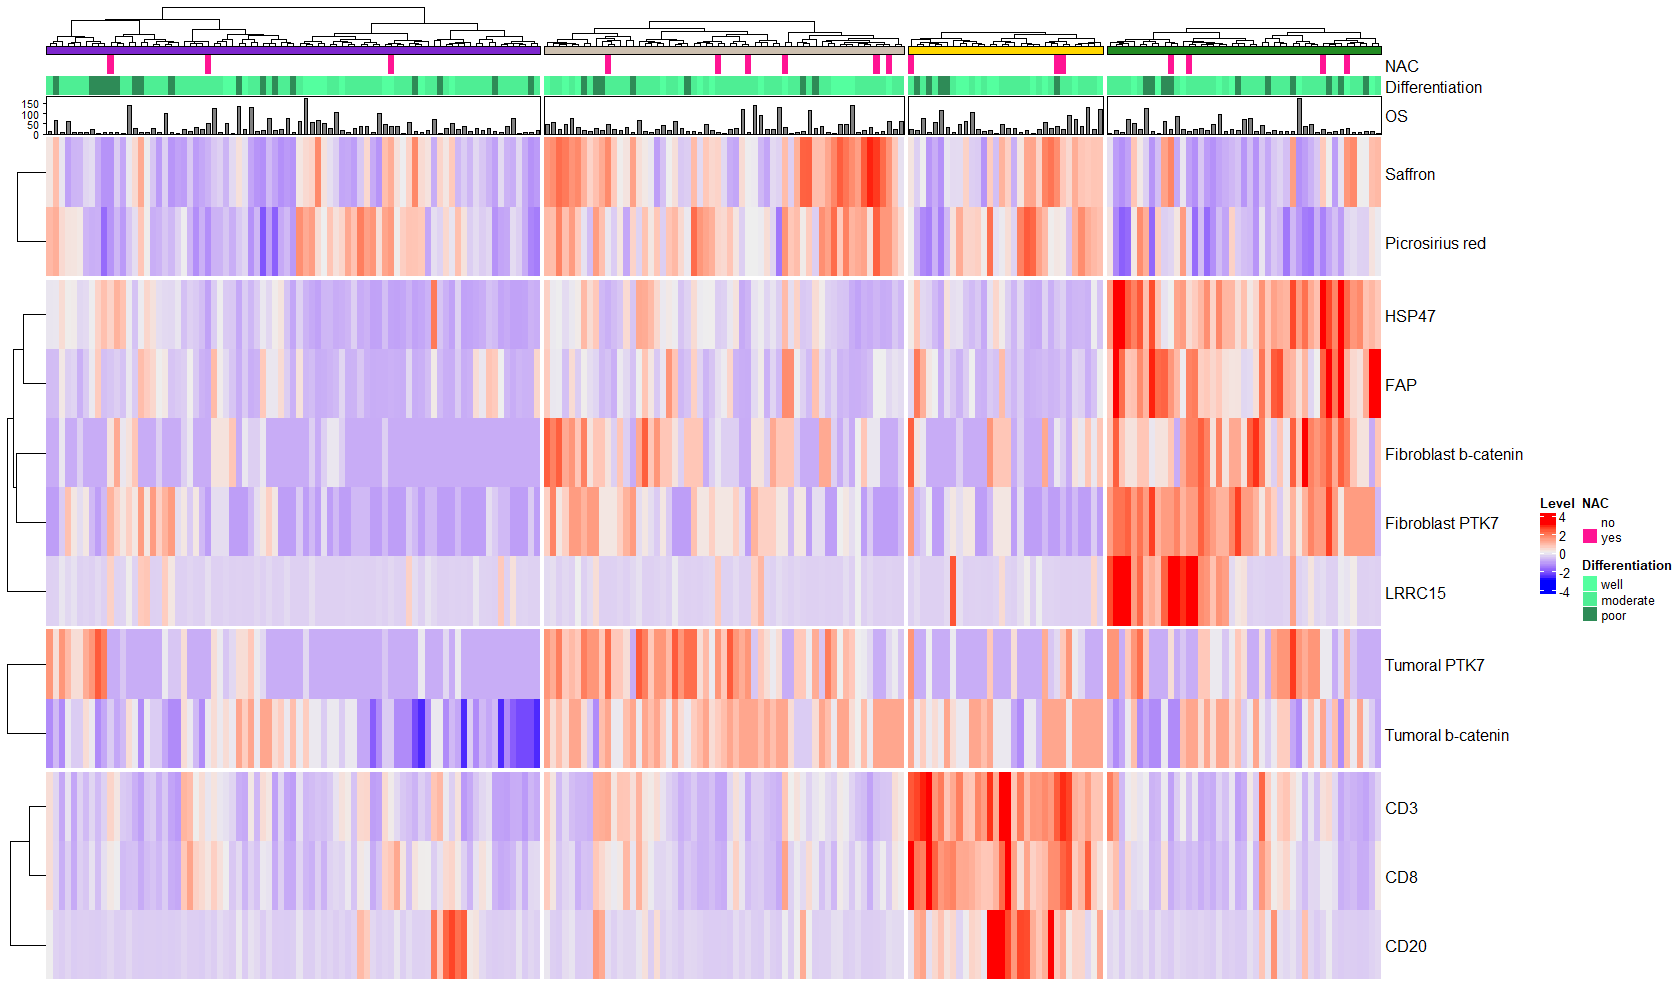 NAC
Differentiation
150
100
50
0
OS
Saffron
Picrosirius red
HSP47
FAP
Fibroblast b-catenin
Fibroblast PTK7
LRRC15
Tumoral PTK7
Tumoral b-catenin
CD3
CD8
CD20
Level
4
2
0
-2
-4
NAC
no
yes
Differentiation
well
moderate
poor